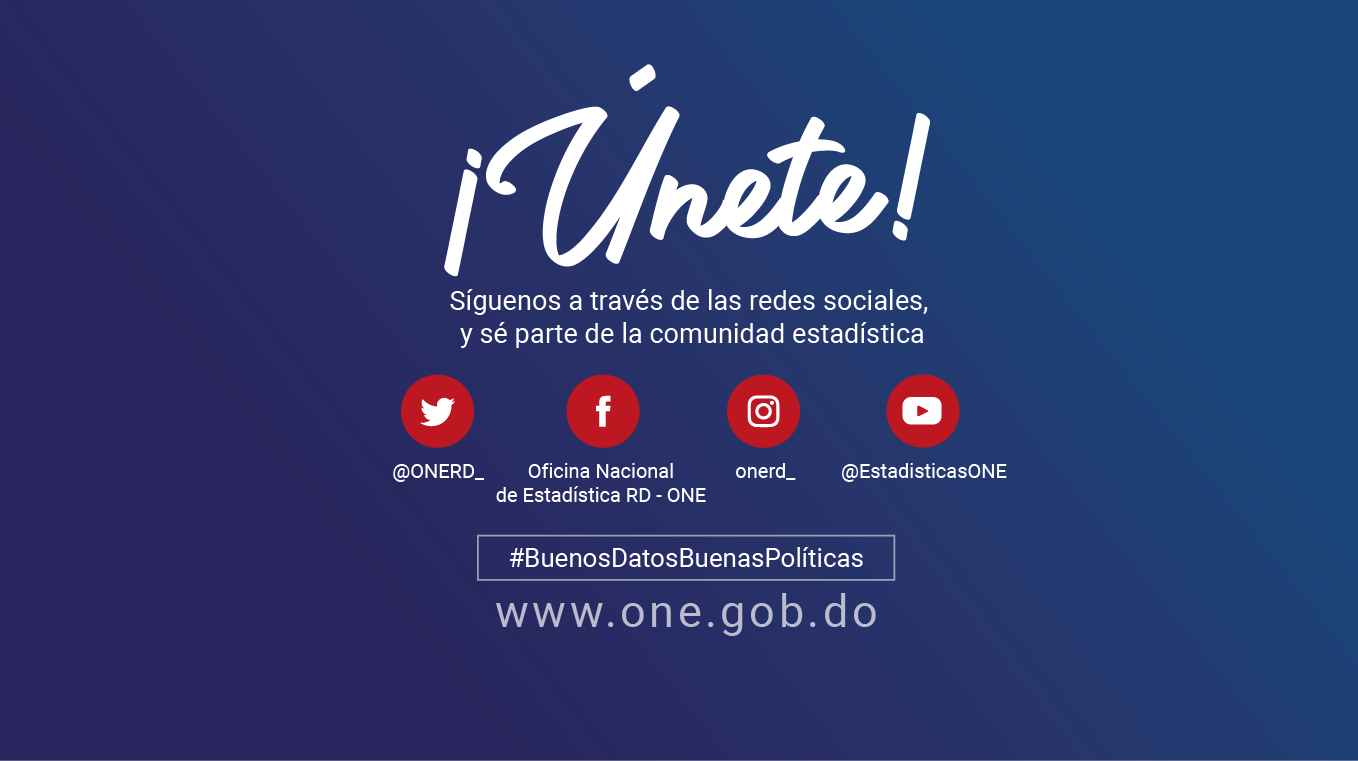 ¡Únete!
Síguenos a través de las redes sociales,
y sé parte de la comunidad estadística
@ONERD_
Oficina Nacional
de Estadística RD - ONE
onerd_
@EstadisticasONE
#BuenosDatosBuenasPolíticas
www.one.gob.do